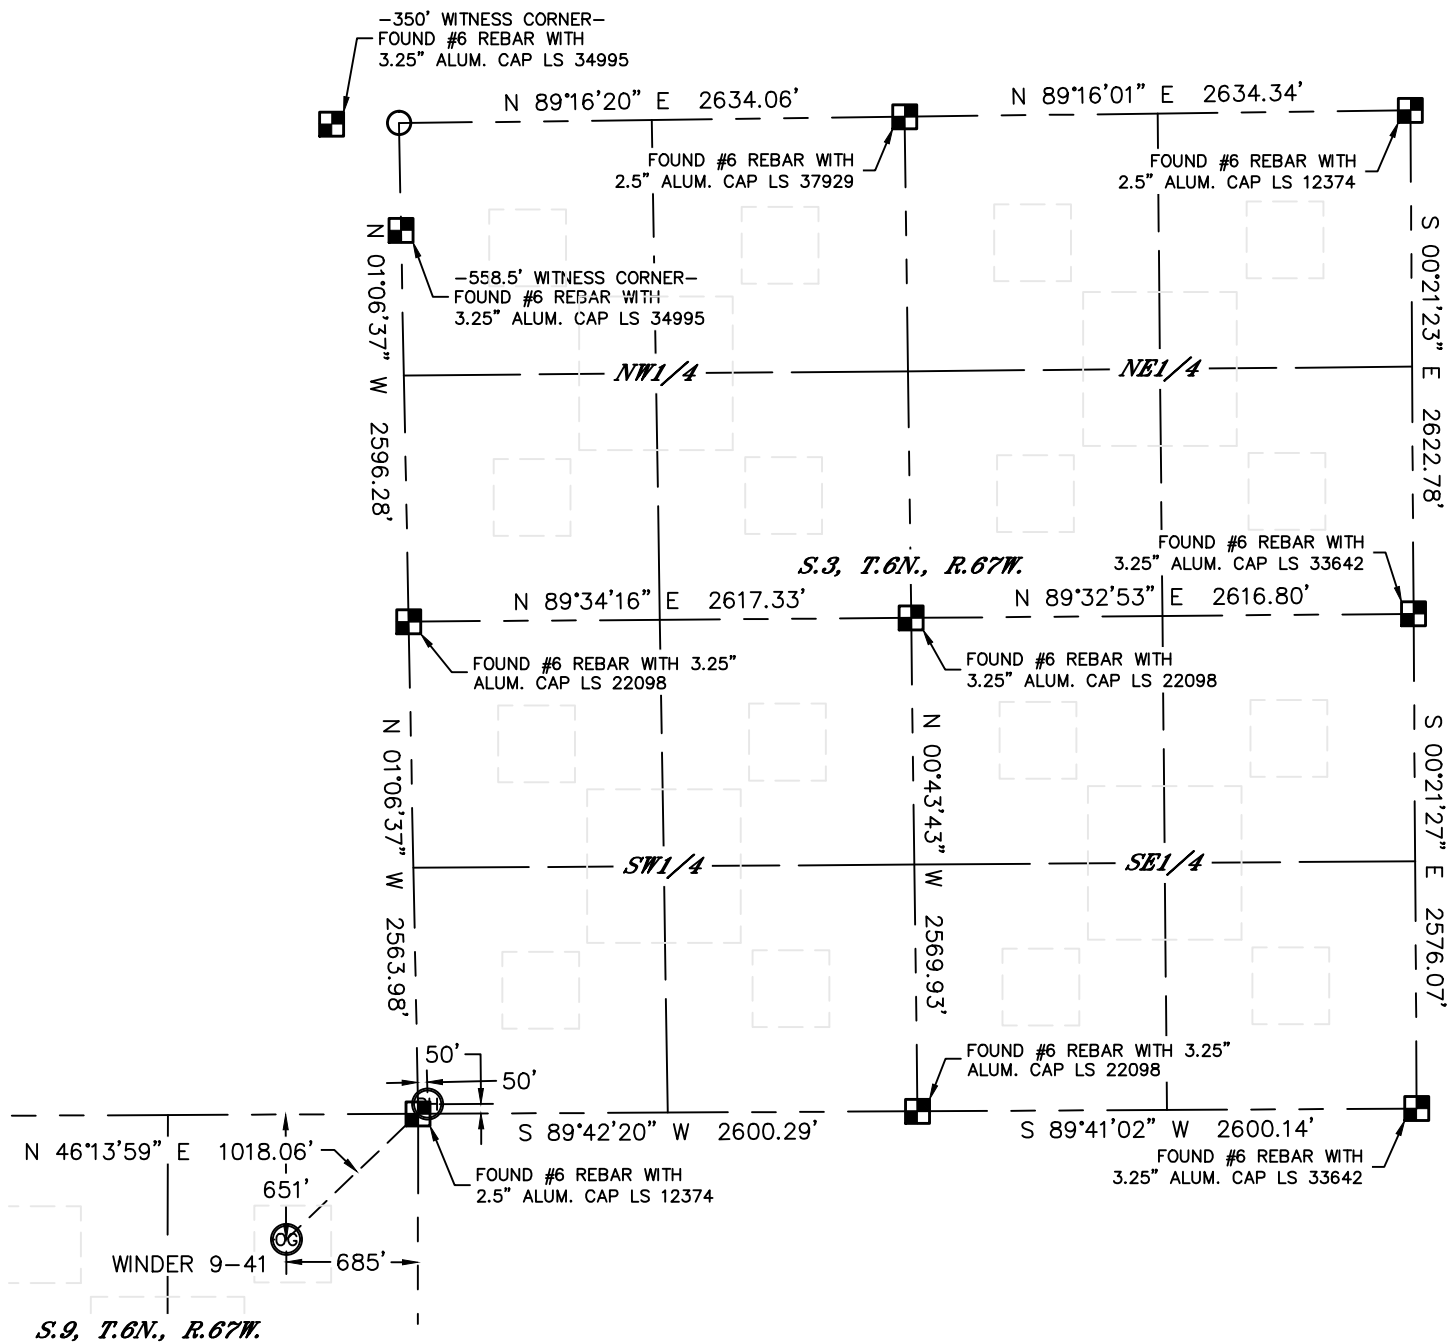 -350' WITNESS CORNER-
FOUND #6 REBAR WITH
3.25" ALUM. CAP LS 34995
N 89°16'20" E 2634.06'
N 89°16'01" E 2634.34'
FOUND #6 REBAR WITH
2.5" ALUM. CAP LS 37929
FOUND #6 REBAR WITH
2.5" ALUM. CAP LS 12374
N 01°06'37" W 2596.28'
-558.5' WITNESS CORNER-
FOUND #6 REBAR WITH
3.25" ALUM. CAP LS 34995
S 00°21'23" E 2622.78'
NW1/4
NE1/4
FOUND #6 REBAR WITH
3.25" ALUM. CAP LS 33642
S.3, T.6N., R.67W.
N 89°34'16" E 2617.33'
N 89°32'53" E 2616.80'
FOUND #6 REBAR WITH 3.25"
ALUM. CAP LS 22098
FOUND #6 REBAR WITH
3.25" ALUM. CAP LS 22098
N 01°06'37" W 2563.98'
N 00°43'43" W 2569.93'
S 00°21'27" E 2576.07'
SW1/4
SE1/4
50'
50'
FOUND #6 REBAR WITH 3.25"
ALUM. CAP LS 22098
S 89°42'20" W 2600.29'
S 89°41'02" W 2600.14'
N 46°13'59" E 1018.06'
FOUND #6 REBAR WITH
3.25" ALUM. CAP LS 33642
FOUND #6 REBAR WITH
2.5" ALUM. CAP LS 12374
651'
OG
WINDER 9-41
685'
S.9, T.6N., R.67W.